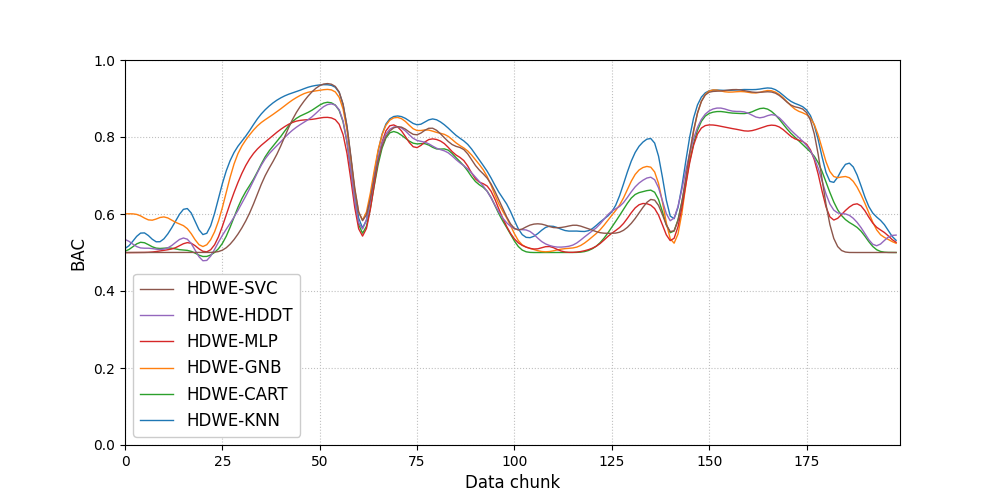 1.0
0.8
0.6
0.4
0.2
0.0
BAC
HDWE-SVC
HDWE-HDDT
HDWE-MLP
HDWE-GNB
HDWE-CART
HDWE-KNN
0 25 50 75 100 125 150 175
Data chunk